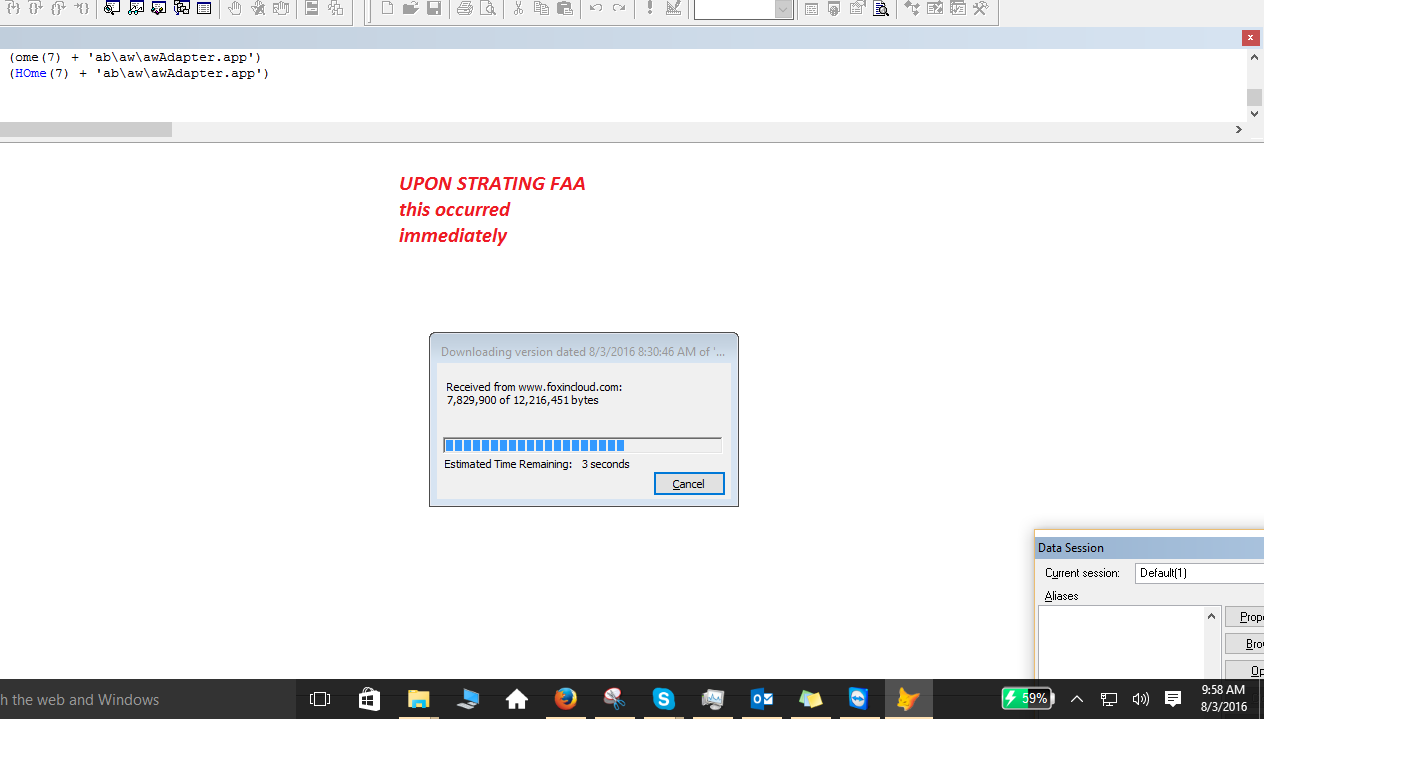 (ome(7) + 'ab\aw\awAdapter.app')
(HOme(7) + 'ab\aw\awAdapter.app')
UPON STRATING FAA
this occurred
immediately
Downloading version dated 8/3/2016 8:30:46 AM of '...
Received from www.foxincloud.com:
7,829,900 of 12,216,451 bytes
Estimated Time Remaining: 3 seconds
Cancel
Data Session
Current session: Default(1)
Aliases
Prop
Bro
Op
h the web and Windows
59%
9:58 AM
8/3/2016